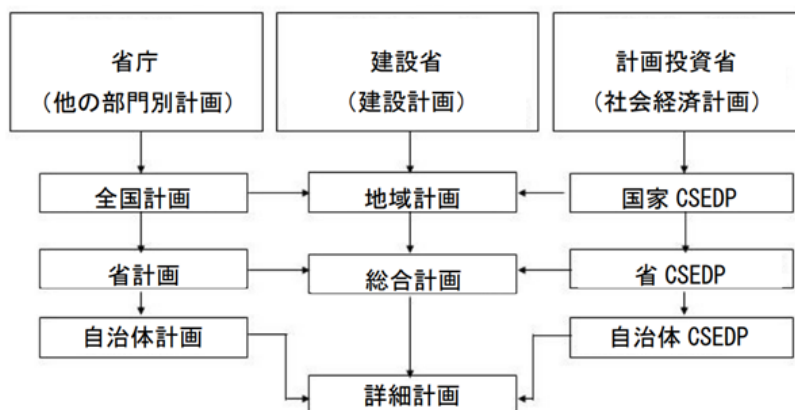 省庁
（他の部門別計画）
建設省
（建設計画）
計画投資省
（社会経済計画）
全国計画
地域計画
国家 CSEDP
省計画
総合計画
省 CSEDP
自治体計画
自治体 CSEDP
詳細計画